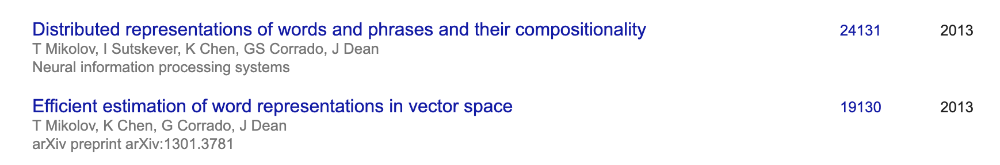 Distributed representations of words and phrases and their compositionality 24131 2013
T Mikolov, I Sutskever, K Chen, GS Corrado, J Dean
Neural information processing systems
Efficient estimation of word representations in vector space 19130 2013
T Mikolov, K Chen, G Corrado, J Dean
arXiv preprint arXiv:1301.3781